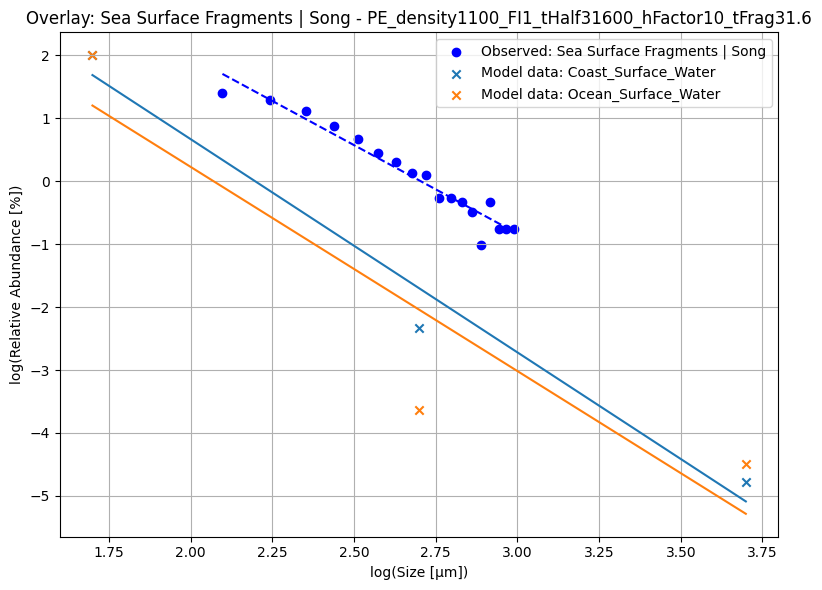 Overlay: Sea Surface Fragments | Song - PE_density1100_FI1_tHalf31600_hFactor10_tFrag31.6
Observed: Sea Surface Fragments | Song
Model data: Coast_Surface_Water
Model data: Ocean_Surface_Water
log(Relative Abundance [%])
2
1
0
−1
−2
−3
−4
−5
1.75
2.00
2.25
2.50
2.75
3.00
3.25
3.50
3.75
log(Size [µm])